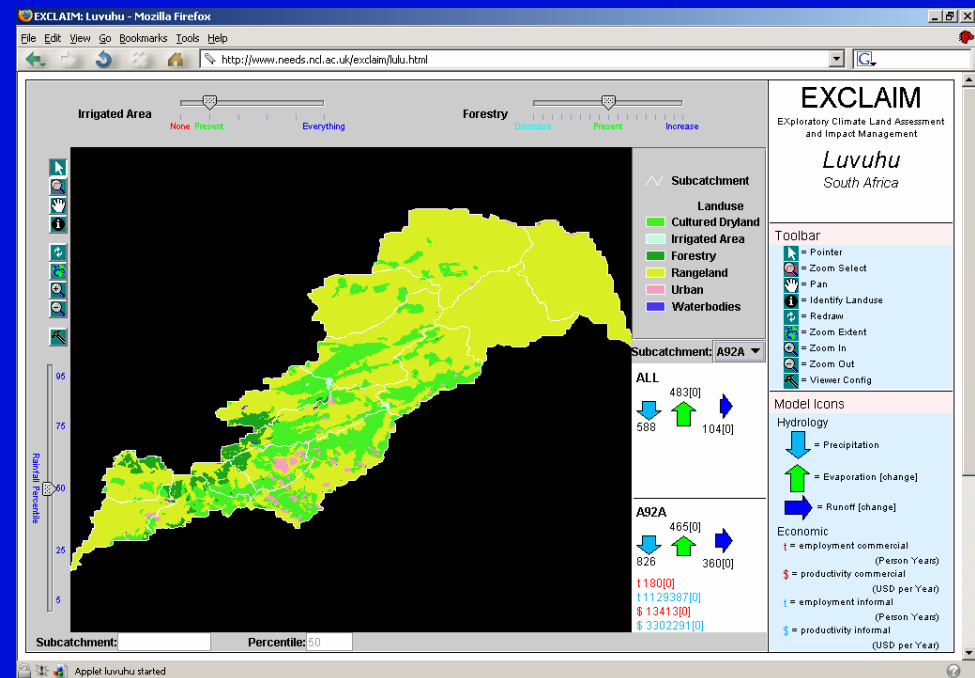 EXCLAIM: Luvuhu - Mozilla Firefox
File Edit View Go Bookmarks Tools Help
http://www.needs.ncl.ac.uk/exclaim/lulu.html
G
Irrigated Area
None Present Everything
Forestry
Decrease Present Increase
Subcatchment
Landuse
Cultured Dryland
Irrigated Area
Forestry
Rangeland
Urban
Waterbodies
Subcatchment: A92A
ALL
483[0]
588
104[0]
A92A
465[0]
826
360[0]
t 180[0]
t 1129387[0]
$ 13413[0]
$ 3302291[0]
Rainfall Percentile
95
75
50
25
5
Subcatchment:
Percentile: 50
EXCLAIM
EXploratory Climate Land Assessment
and Impact Management
Luvuhu
South Africa
Toolbar
= Pointer
= Zoom Select
= Pan
= Identify Landuse
= Redraw
= Zoom Extent
= Zoom In
= Zoom Out
= Viewer Config
Model Icons
Hydrology
= Precipitation
= Evaporation [change]
= Runoff [change]
Economic
t = employment commercial
(Person Years)
$ = productivity commercial
(USD per Year)
t = employment informal
(Person Years)
$ = productivity informal
(USD per Year)
Applet luvuhu started